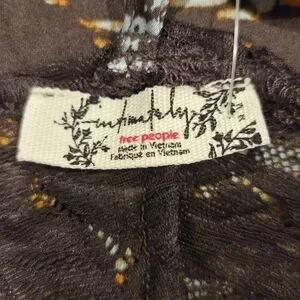 intimately
free people
Made in Vietnam
Fabriqué en Vietnam